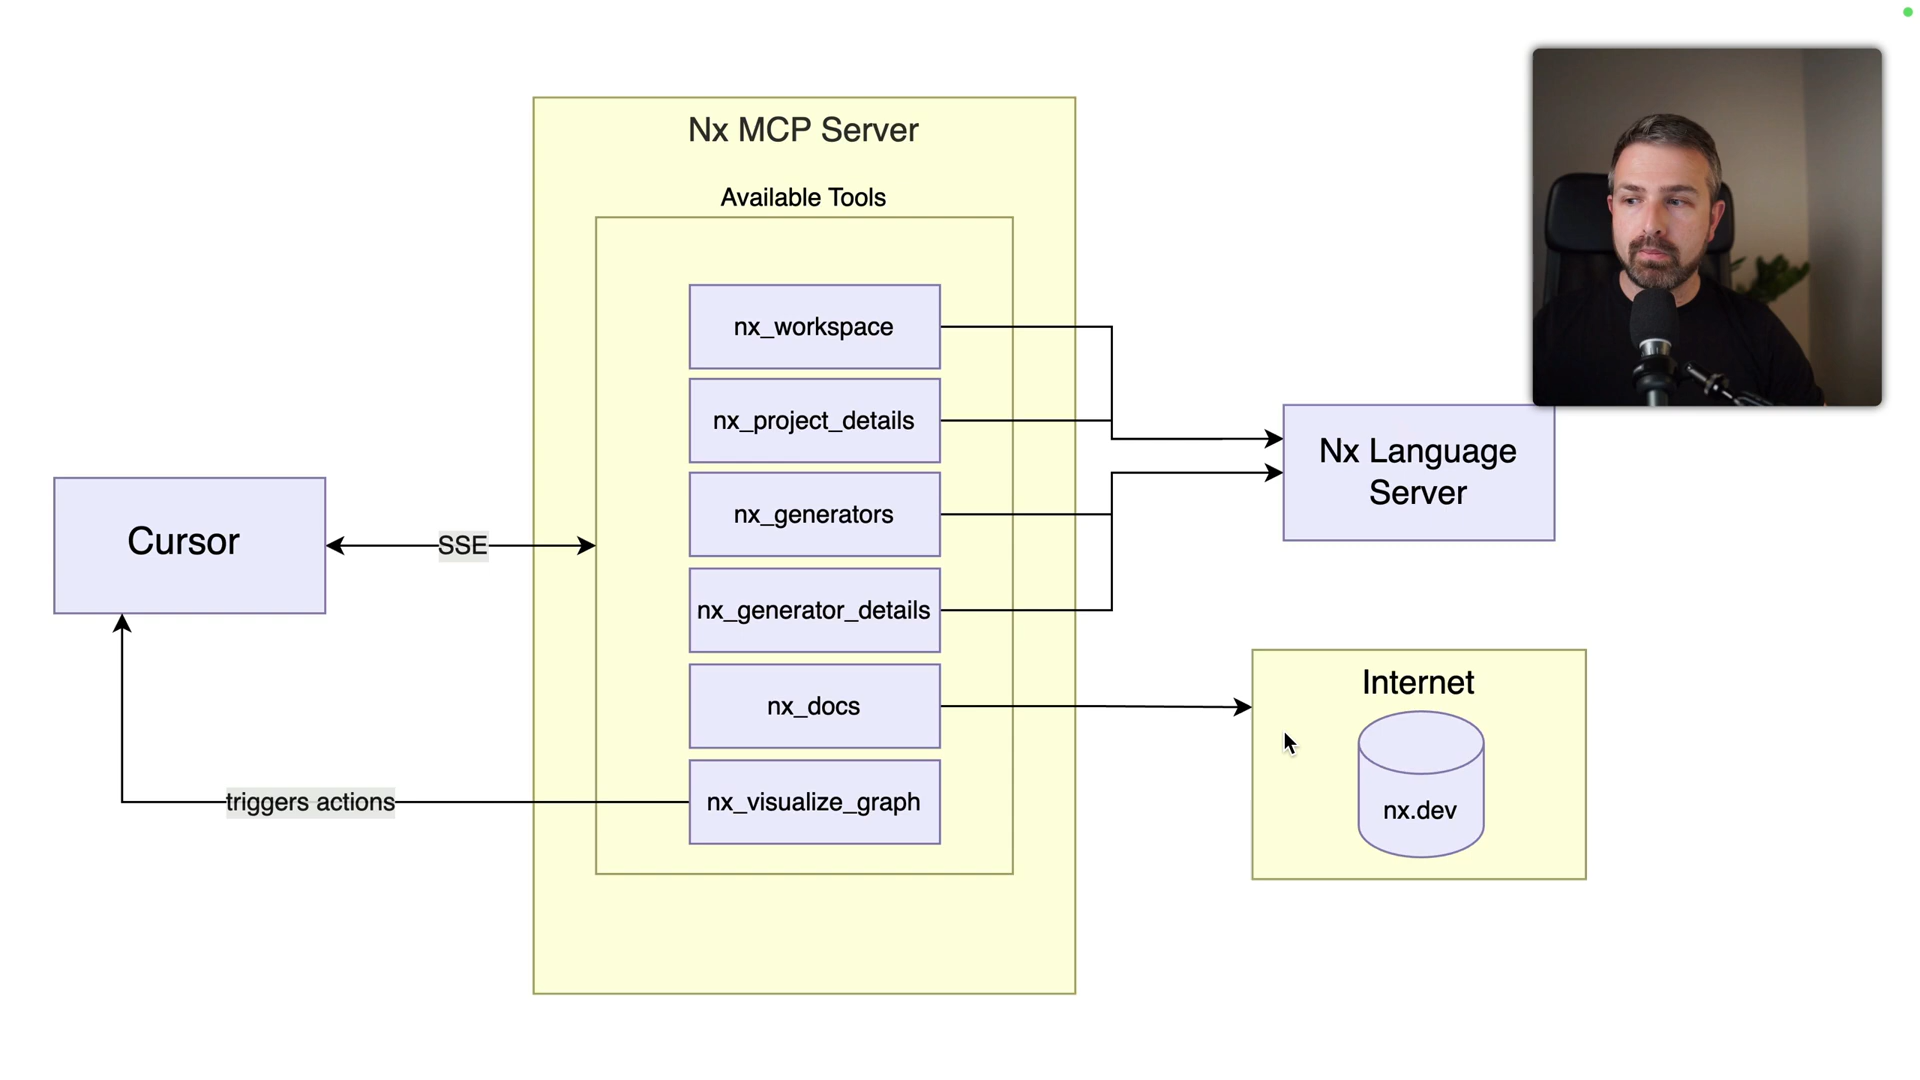 Nx MCP Server
Available Tools
nx_workspace
nx_project_details
nx_generators
nx_generator_details
nx_docs
nx_visualize_graph
Cursor
SSE
triggers actions
Nx Language
Server
Internet
nx.dev